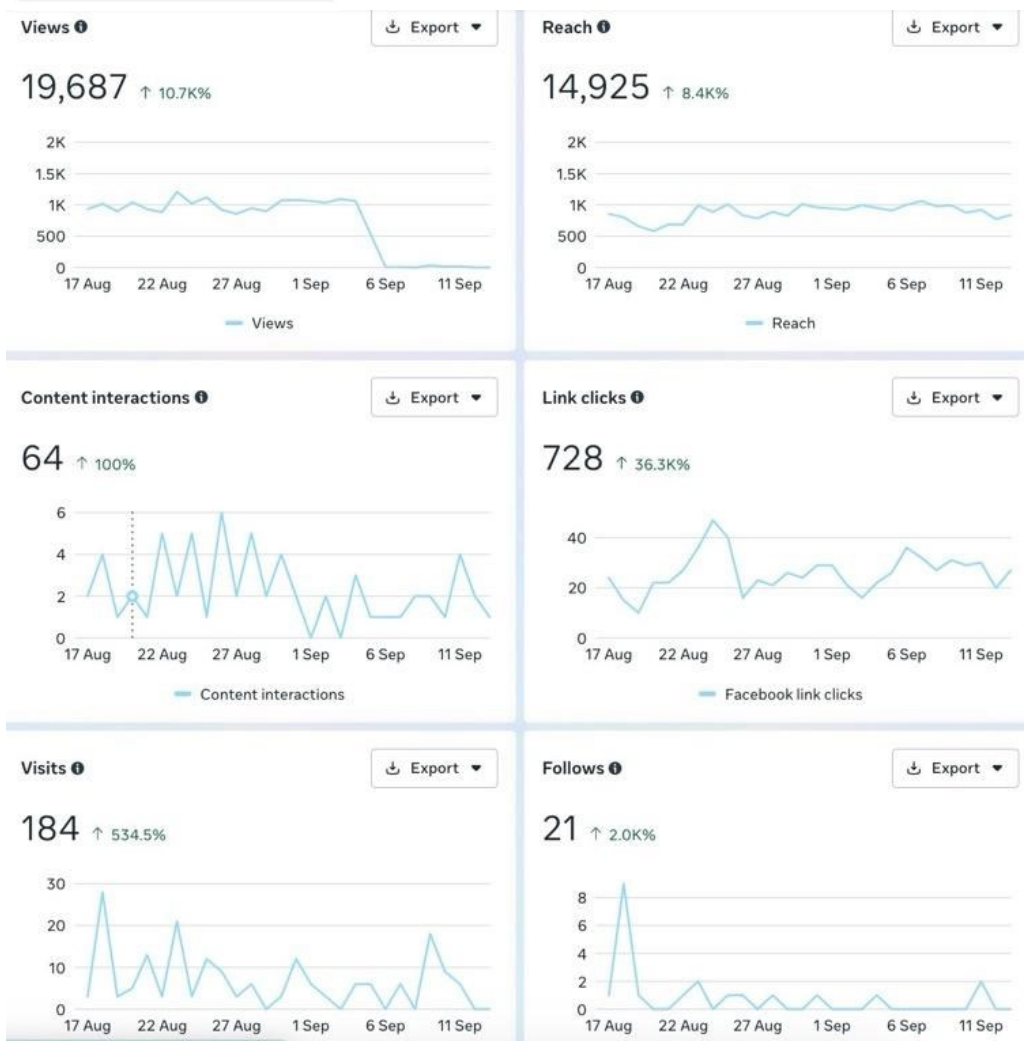 Views
Export
19,687 ↑ 10.7K%
2K
1.5K
1K
500
0
17 Aug 22 Aug 27 Aug 1 Sep 6 Sep 11 Sep
Views
Reach
Export
14,925 ↑ 8.4K%
2K
1.5K
1K
500
0
17 Aug 22 Aug 27 Aug 1 Sep 6 Sep 11 Sep
Reach
Content interactions
Export
64 ↑ 100%
6
4
2
0
17 Aug 22 Aug 27 Aug 1 Sep 6 Sep 11 Sep
Content interactions
Link clicks
Export
728 ↑ 36.3K%
40
20
0
17 Aug 22 Aug 27 Aug 1 Sep 6 Sep 11 Sep
Facebook link clicks
Visits
Export
184 ↑ 534.5%
30
20
10
0
17 Aug 22 Aug 27 Aug 1 Sep 6 Sep 11 Sep
Follows
Export
21 ↑ 2.0K%
8
6
4
2
0
17 Aug 22 Aug 27 Aug 1 Sep 6 Sep 11 Sep